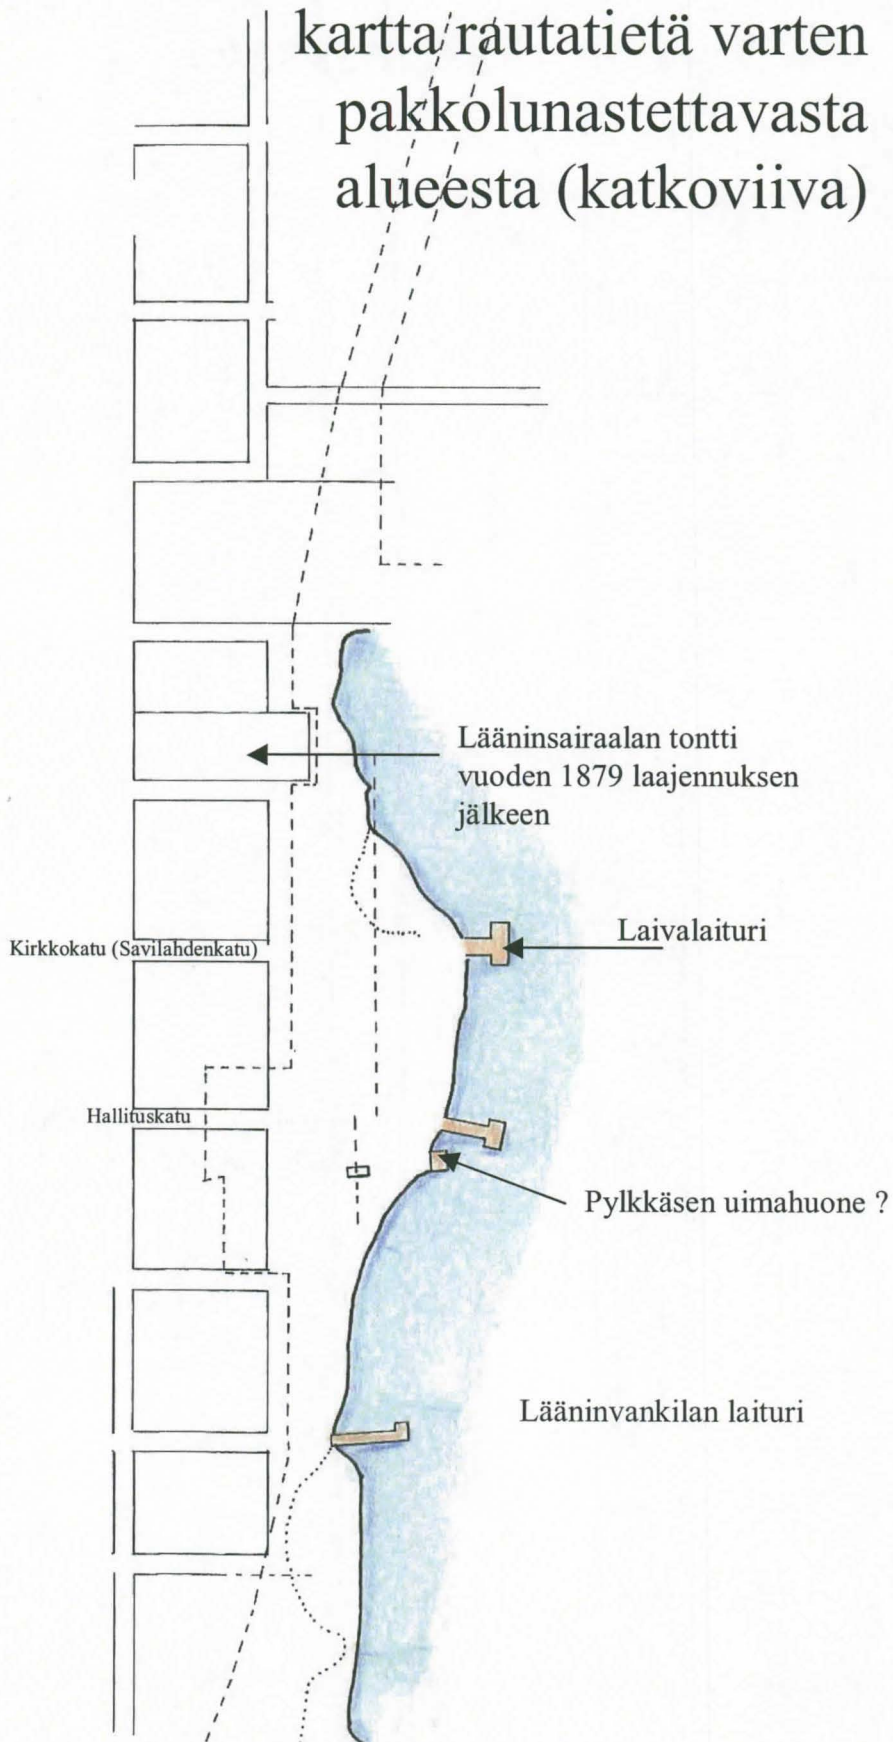 kartta rautatietä varten
pakkolunastettavasta
alueesta (katkoviiva)
Lääninsairaalan tontti
vuoden 1879 laajennuksen
jälkeen
Laivalaituri
Kirkkokatu (Savilahdenkatu)
Hallituskatu
Pylkkäsen uimahuone ?
Lääninvankilan laituri